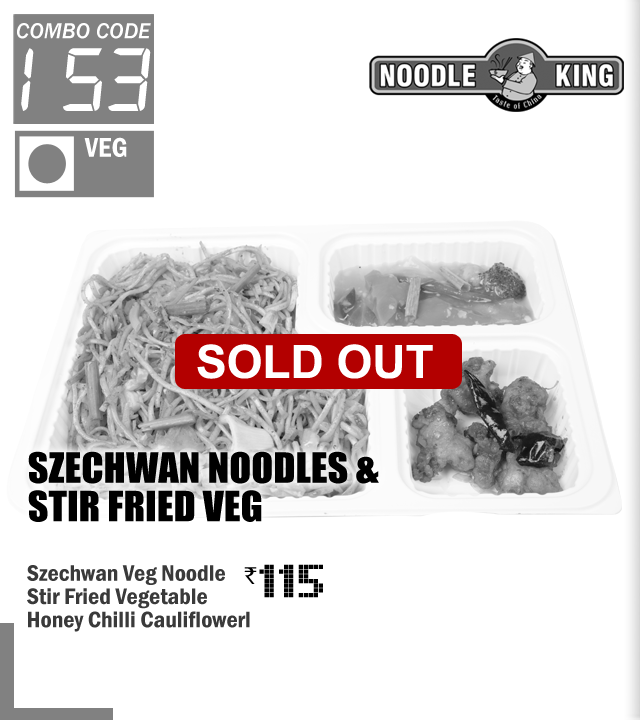 COMBO CODE
153
VEG
NOODLE KING
Taste of China
SOLD OUT
SZECHWAN NOODLES &
STIR FRIED VEG
Szechwan Veg Noodle
₹115
Stir Fried Vegetable
Honey Chilli Cauliflowerl